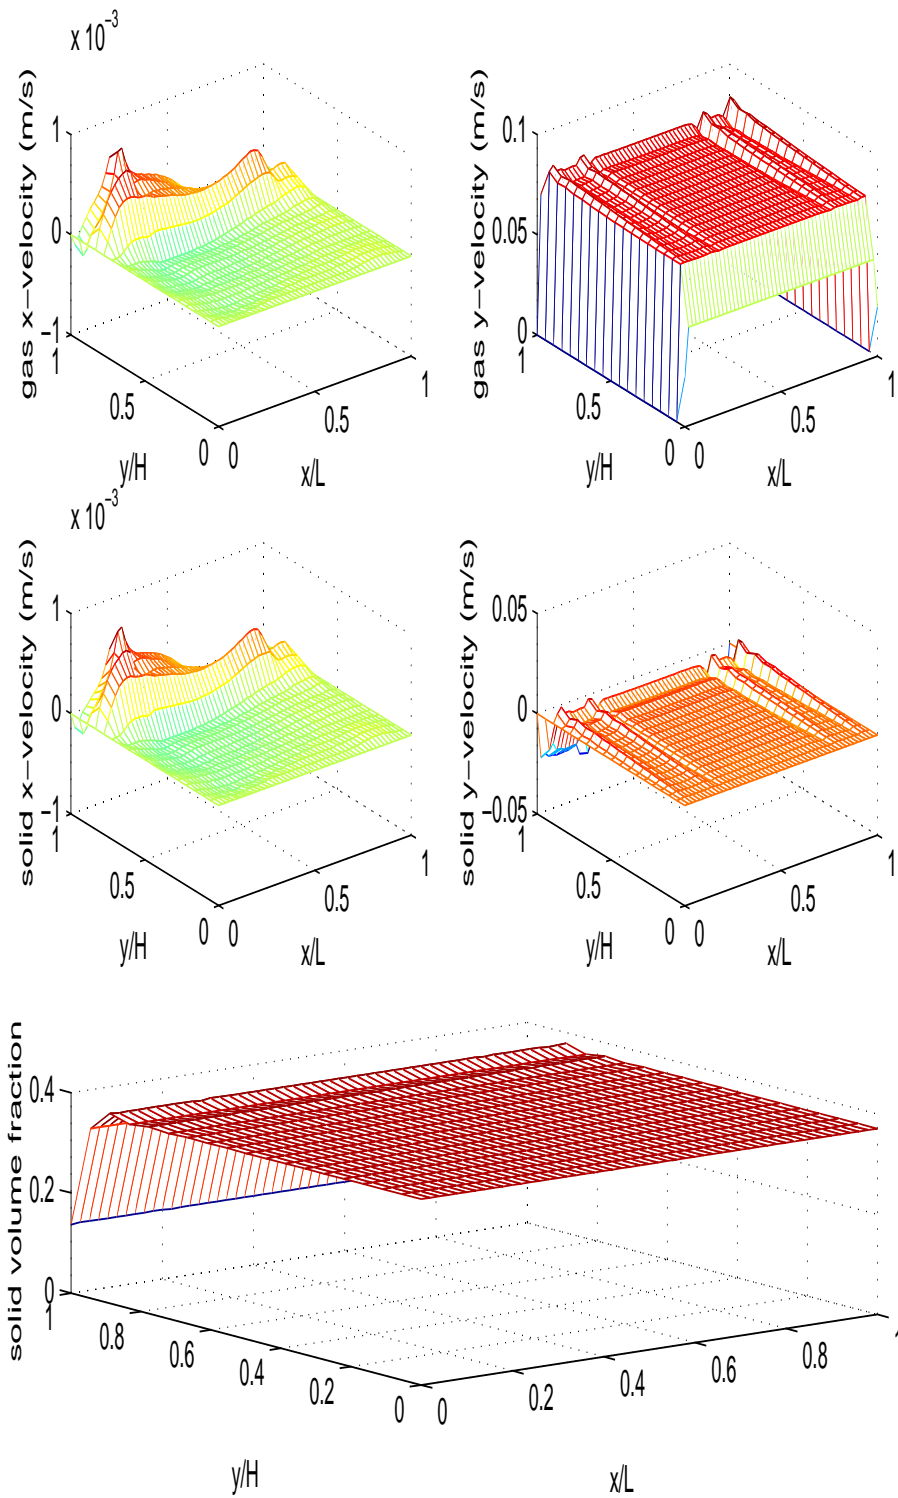 x 10⁻³
gas x−velocity (m/s)
1
0
−1
1
0.5
0
0
0.5
1
y/H
x/L
gas y−velocity (m/s)
0.1
0.05
0
1
0.5
0
0
0.5
1
y/H
x/L
x 10⁻³
solid x−velocity (m/s)
1
0
−1
1
0.5
0
0
0.5
1
y/H
x/L
solid y−velocity (m/s)
0.05
0
−0.05
1
0.5
0
0
0.5
1
y/H
x/L
solid volume fraction
0.4
0.2
0
1
0.8
0.6
0.4
0.2
0
0
0.2
0.4
0.6
0.8
y/H
x/L